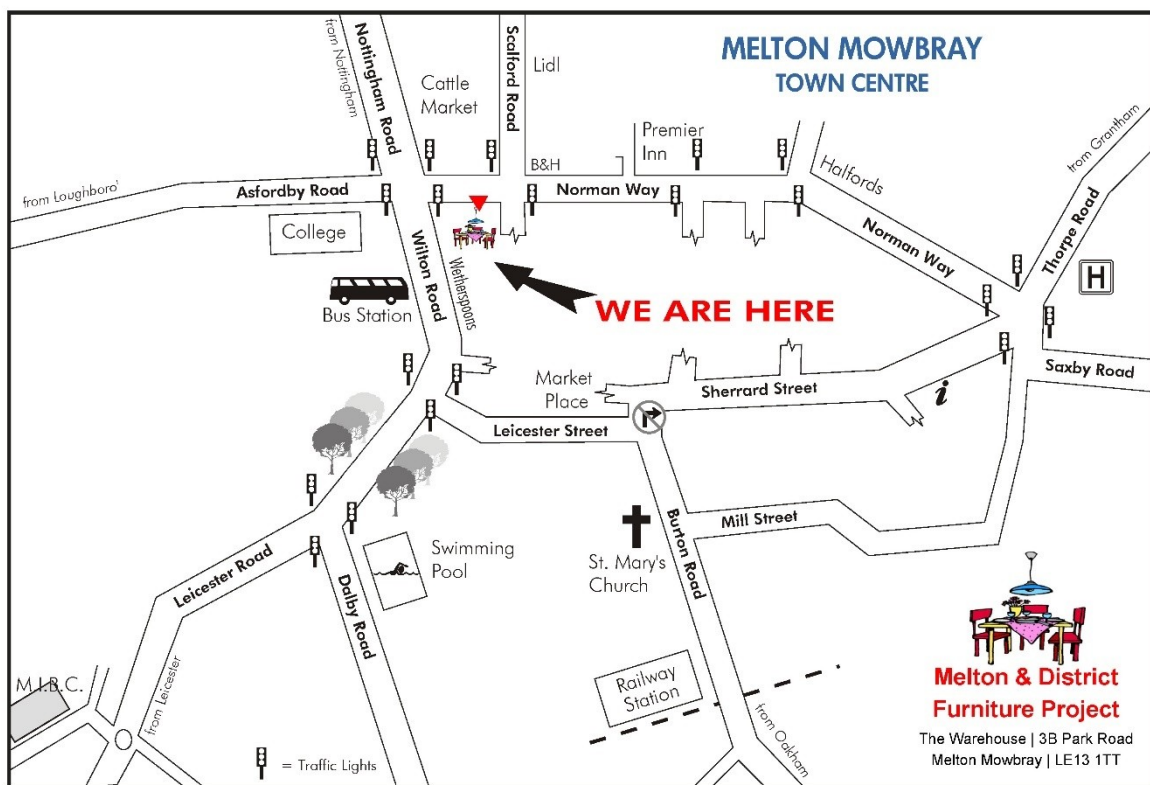 MELTON MOWBRAY
TOWN CENTRE
from Nottingham
Nottingham Road
Cattle
Market
Scalford Road
Lidl
B&H
Premier
Inn
Halfords
from Grantham
Thorpe Road
from Loughboro'
Asfordby Road
Norman Way
Norman Way
College
Wilton Road
Wetherspoons
Bus Station
WE ARE HERE
H
Saxby Road
Market
Place
Sherrard Street
i
Leicester Street
Mill Street
Burton Road
St. Mary's
Church
Swimming
Pool
Leicester Road
Dalby Road
from Leicester
M.I.B.C.
Railway
Station
from Oakham
= Traffic Lights
Melton & District
Furniture Project
The Warehouse | 3B Park Road
Melton Mowbray | LE13 1TT